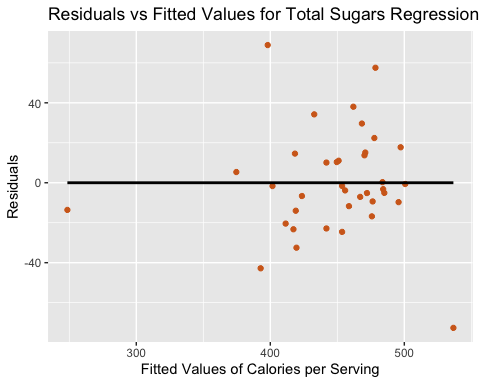 Residuals vs Fitted Values for Total Sugars Regression
Residuals
40
0
-40
300
400
500
Fitted Values of Calories per Serving